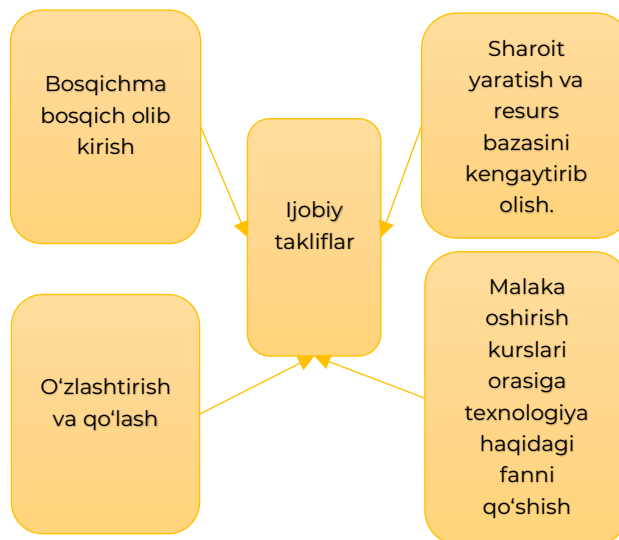 Bosqichma
bosqich olib
kirish
Sharoit
yaratish va
resurs
bazasini
kengaytirib
olish.
Ijobiy
takliflar
O‘zlashtirish
va qo‘lash
Malaka
oshirish
kurslari
orasiga
texnologiya
haqidagi
fanni
qo‘shish